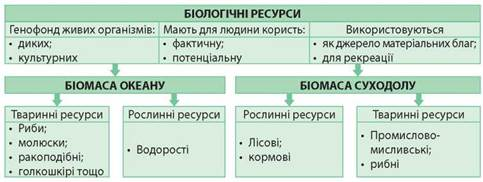 БІОЛОГІЧНІ РЕСУРСИ
Генофонд живих організмів:
• диких;
• культурних
Мають для людини користь:
• фактичну;
• потенціальну
Використовуються
• як джерело матеріальних благ;
• для рекреації
БІОМАСА ОКЕАНУ
БІОМАСА СУХОДОЛУ
Тваринні ресурси
• Риби;
• молюски;
• ракоподібні;
• голкошкірі тощо
Рослинні ресурси
• Водорості
Рослинні ресурси
• Лісові;
• кормові
Тваринні ресурси
• Промислово-
мисливські;
• рибні